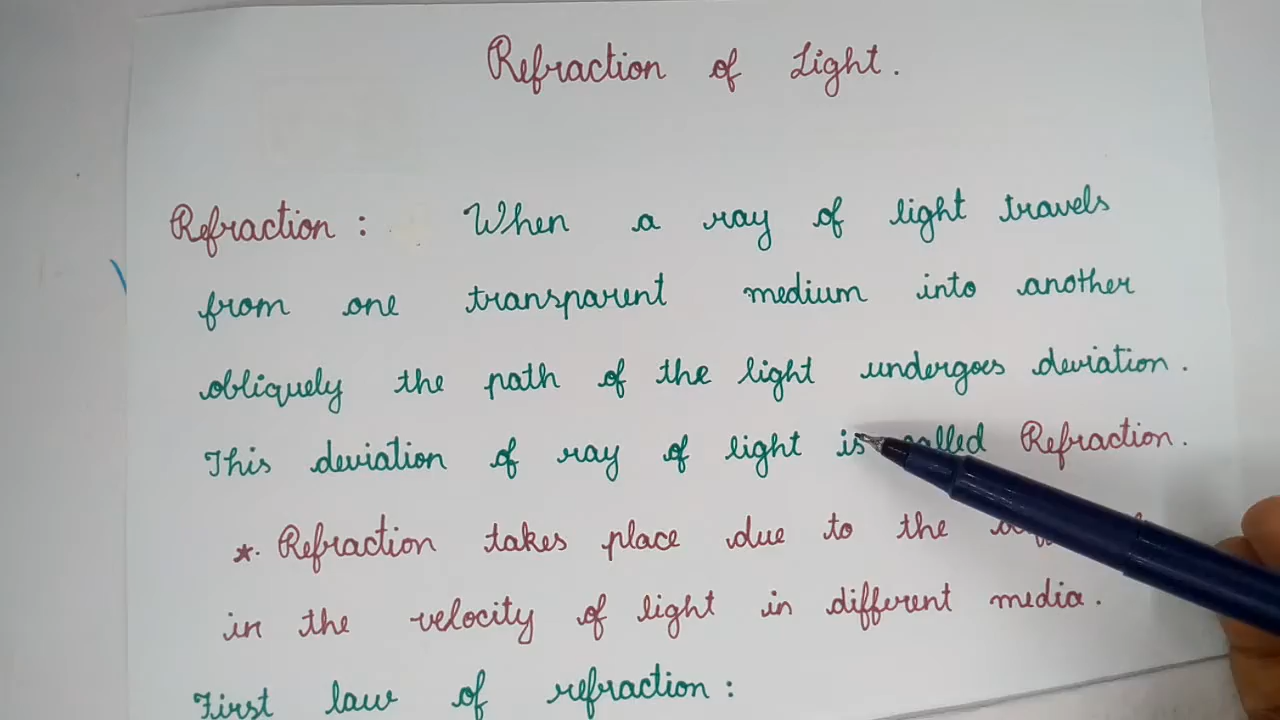 Refraction of Light.
Refraction : When a ray of light travels
from one transparent medium into another
obliquely the path of the light undergoes deviation.
This deviation of ray of light is called Refraction.
*. Refraction takes place due to the
in the velocity of light in different media.
First law of refraction :